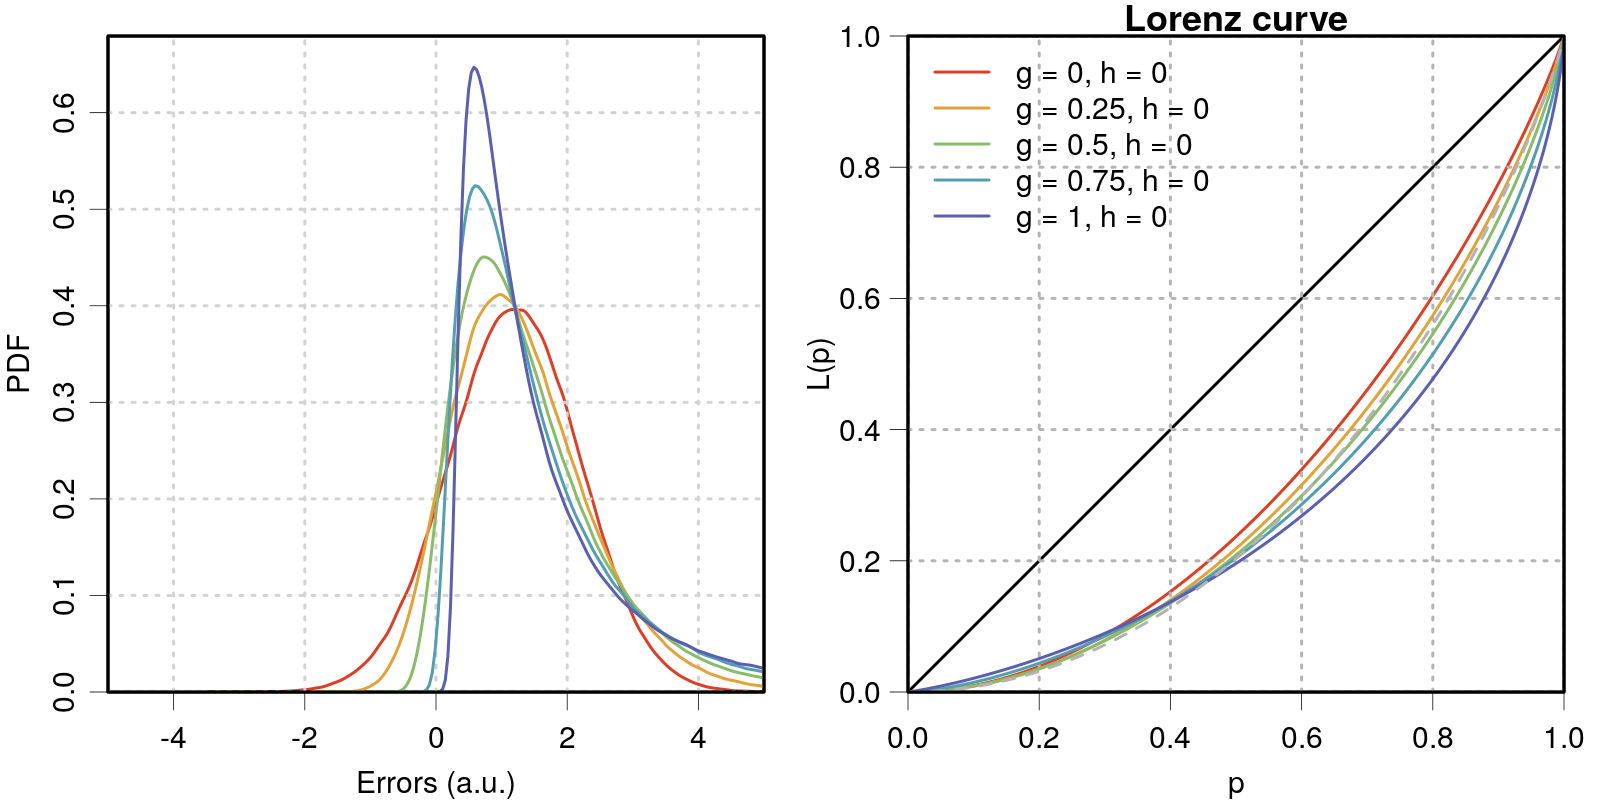 PDF
0.0 0.1 0.2 0.3 0.4 0.5 0.6
-4 -2 0 2 4
Errors (a.u.)
Lorenz curve
g = 0, h = 0
g = 0.25, h = 0
g = 0.5, h = 0
g = 0.75, h = 0
g = 1, h = 0
L(p)
1.0
0.8
0.6
0.4
0.2
0.0
0.0 0.2 0.4 0.6 0.8 1.0
p